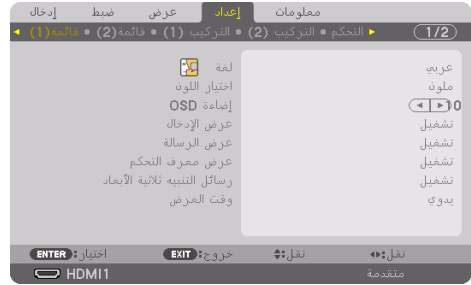 إدخال ضبط عرض إعداد معلومات
قائمة(1) • قائمة(2) • التركيب (1) • التركيب (2) • التحكم 1/2
لغة عربي
اختيار اللون ملون
إضاءة OSD 10
عرض الإدخال تشغيل
عرض الرسالة تشغيل
عرض معرف التحكم تشغيل
رسائل التنبيه ثلاثية الأبعاد تشغيل
وقت العرض يدوي
ENTER :اختيار EXIT :خروج نقل: نقل:
HDMI1 متقدمة